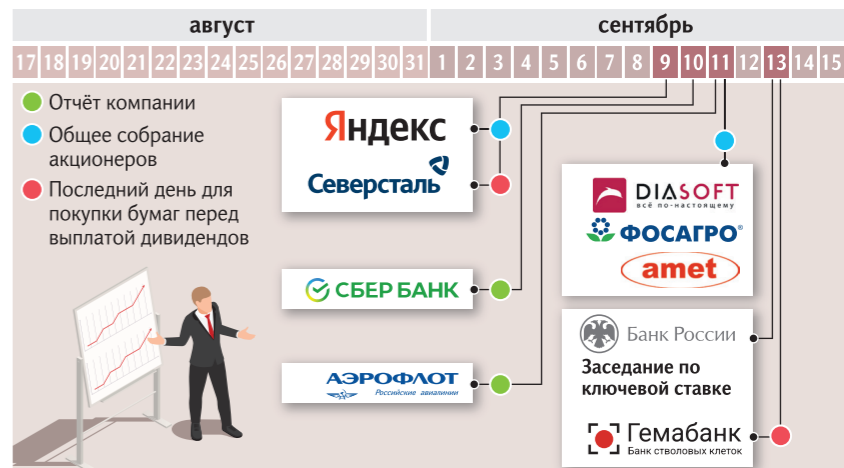 август
сентябрь
17 18 19 20 21 22 23 24 25 26 27 28 29 30 31 1 2 3 4 5 6 7 8 9 10 11 12 13 14 15
Отчёт компании
Общее собрание
акционеров
Последний день для
покупки бумаг перед
выплатой дивидендов
Яндекс
Северсталь
СБЕР БАНК
АЭРОФЛОТ
Российские авиалинии
DIASOFT
всё по-настоящему
ФОСАГРО®
amet
Банк России
Заседание по
ключевой ставке
Гемабанк
Банк стволовых клеток